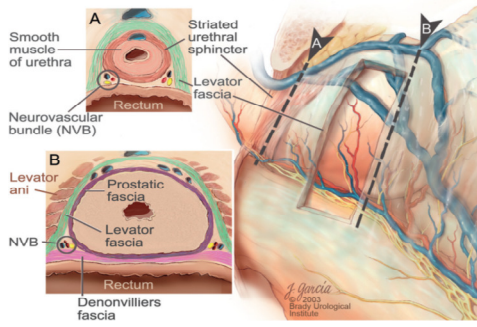 A
Smooth
muscle
of urethra
Striated
urethral
sphincter
Levator
fascia
Rectum
Neurovascular
bundle (NVB)
B
Levator
ani
Prostatic
fascia
Levator
fascia
NVB
Rectum
Denonvilliers
fascia
A
B
J Garcia
© 2003
Brady Urological
Institute